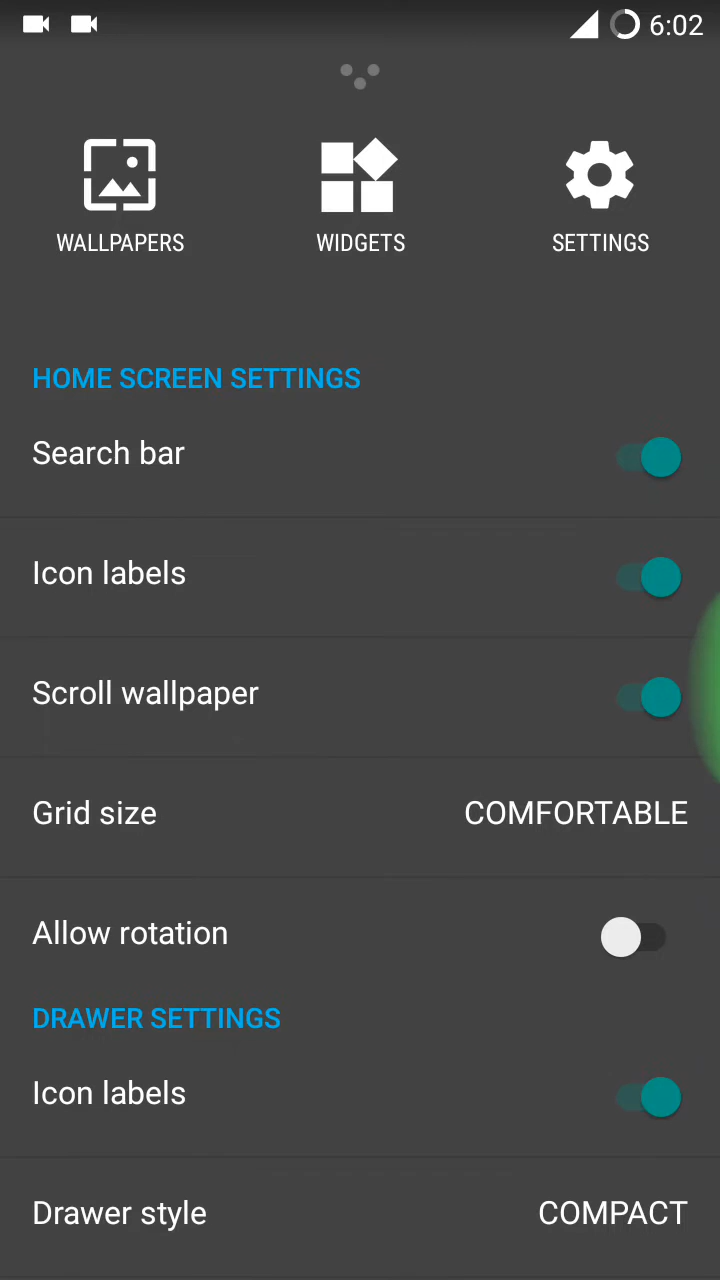 6:02
WALLPAPERS WIDGETS SETTINGS
HOME SCREEN SETTINGS
Search bar
Icon labels
Scroll wallpaper
Grid size COMFORTABLE
Allow rotation
DRAWER SETTINGS
Icon labels
Drawer style COMPACT